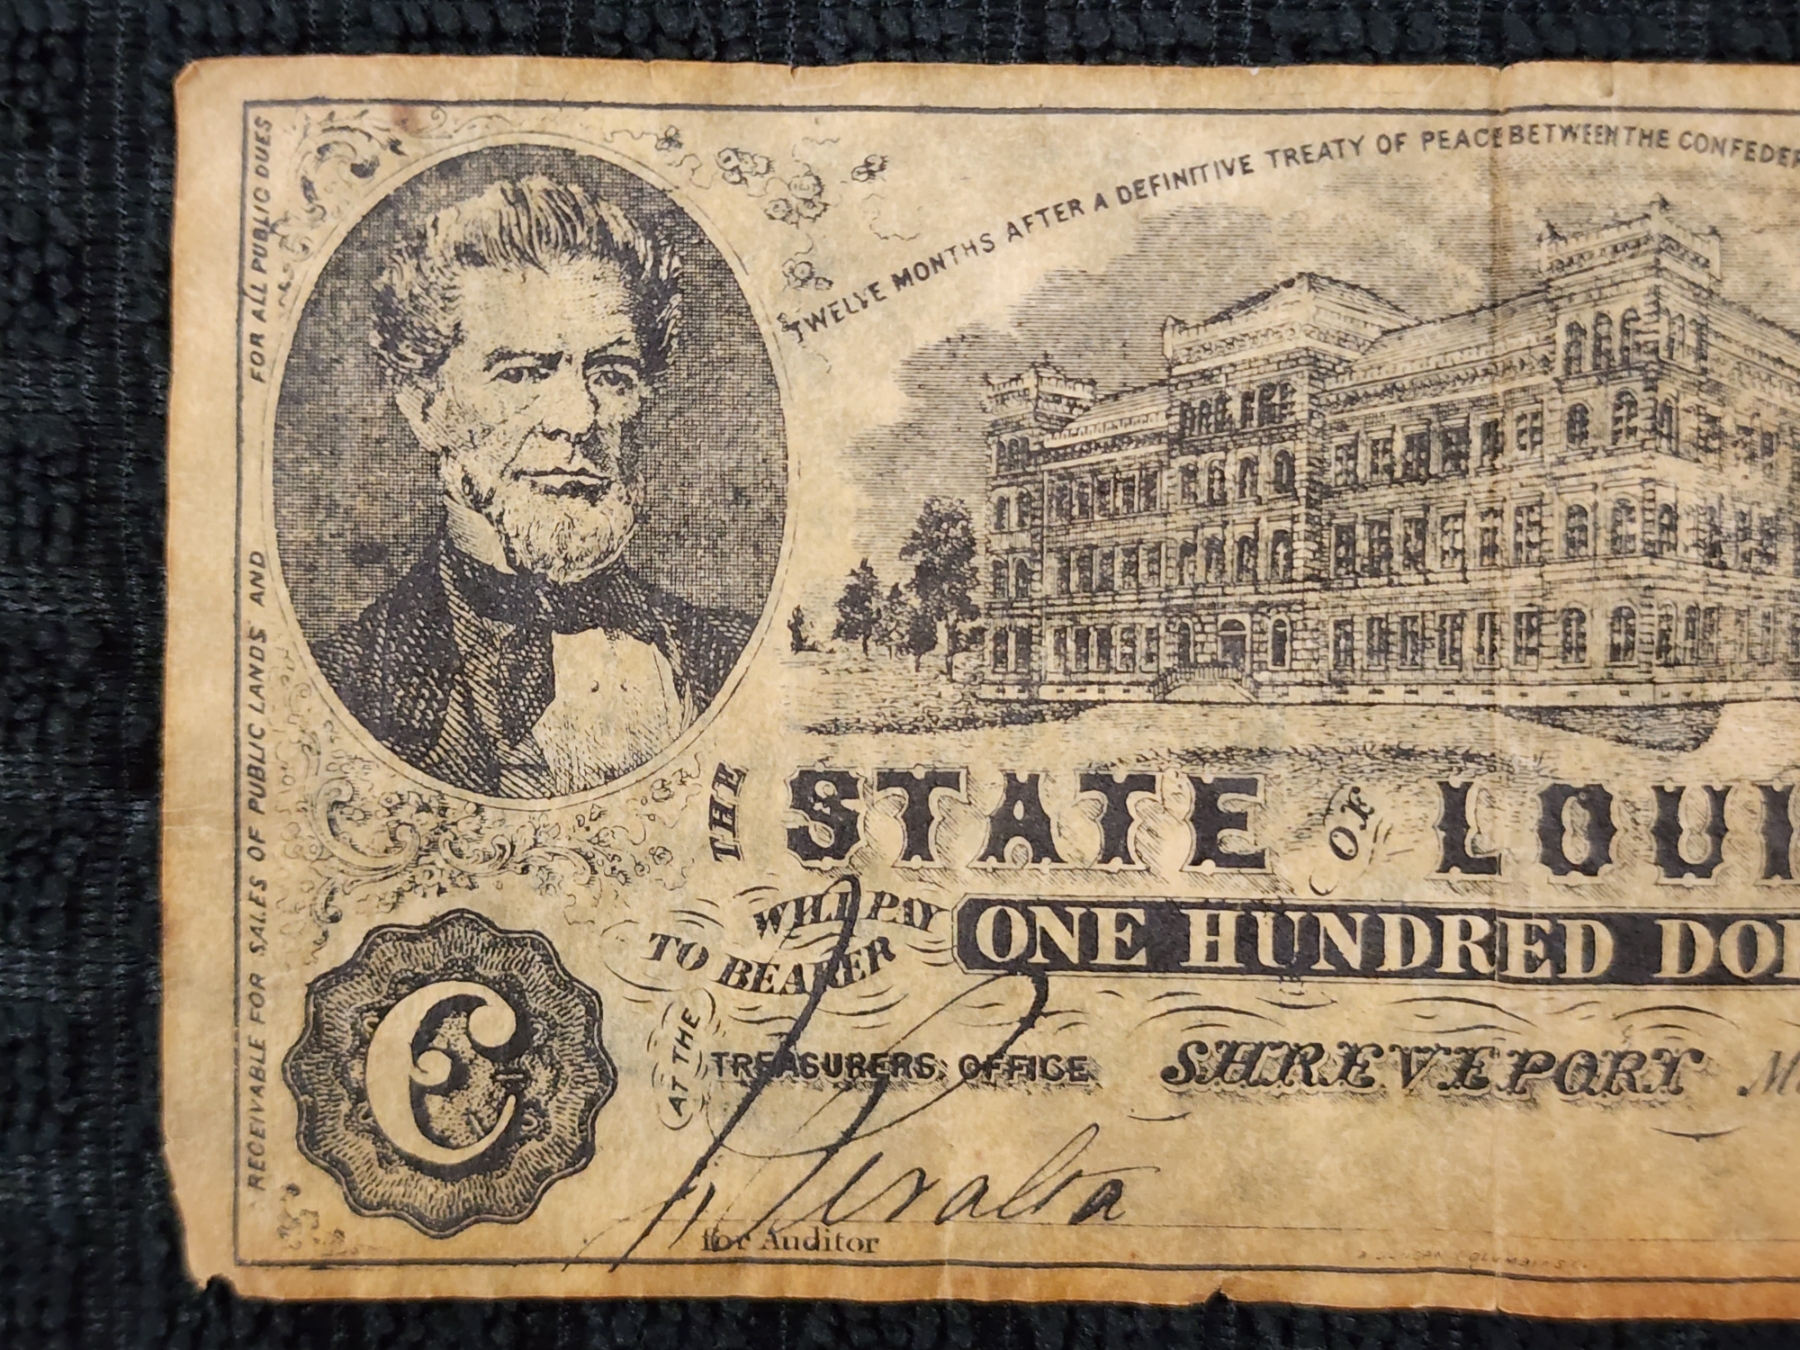 TWELVE MONTHS AFTER A DEFINITIVE TREATY OF PEACE BETWEEN THE CONFEDER
FOR ALL PUBLIC DUES
RECEIVABLE FOR SALES OF PUBLIC LANDS AND
THE STATE OF LOUI
WILL PAY
TO BEARER
ONE HUNDRED DOL
C
AT THE
TREASURERS, OFFICE SHREVEPORT M
Peralta
for Auditor